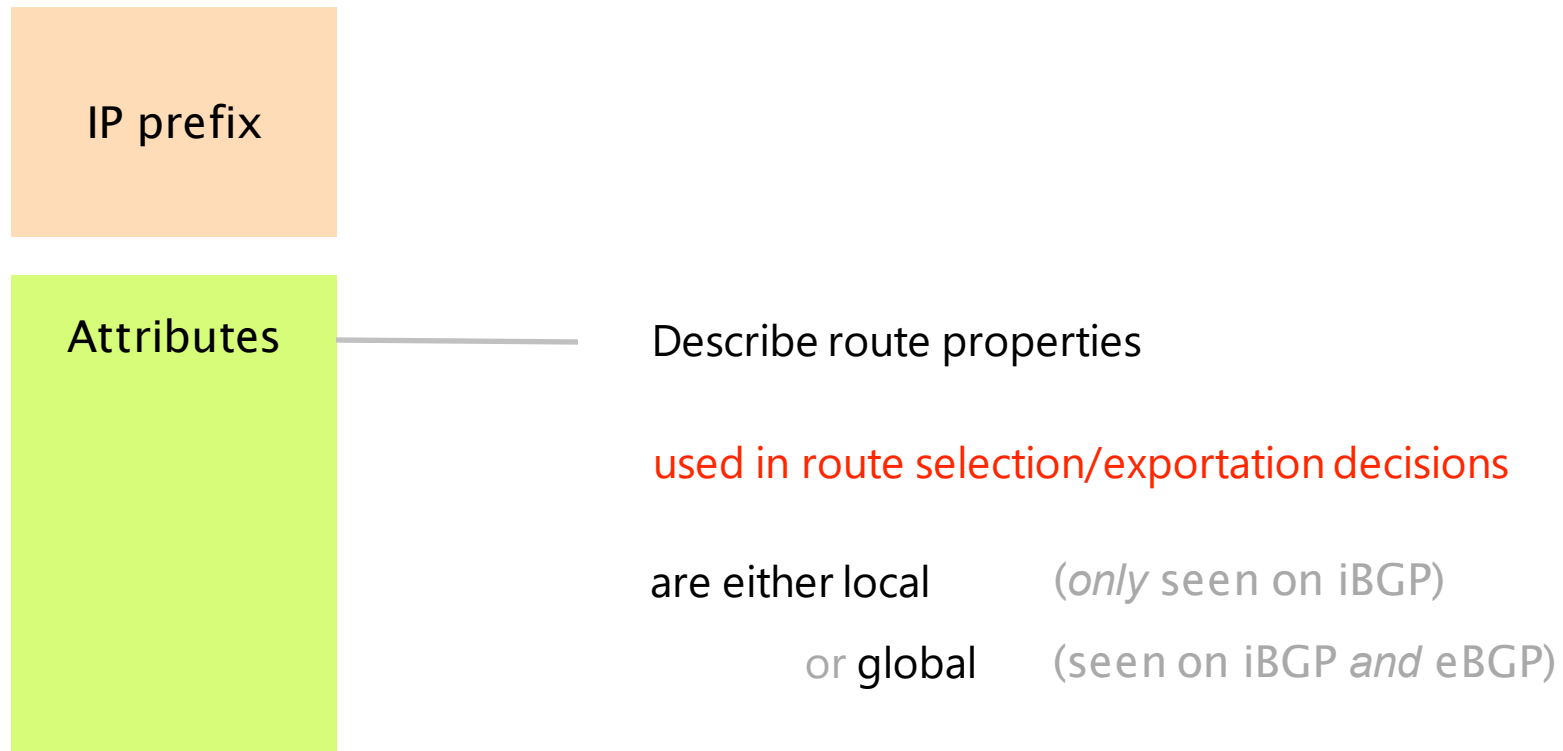 IP prefix
Attributes
Describe route properties
used in route selection/exportation decisions
are either local (only seen on iBGP)
or global (seen on iBGP and eBGP)